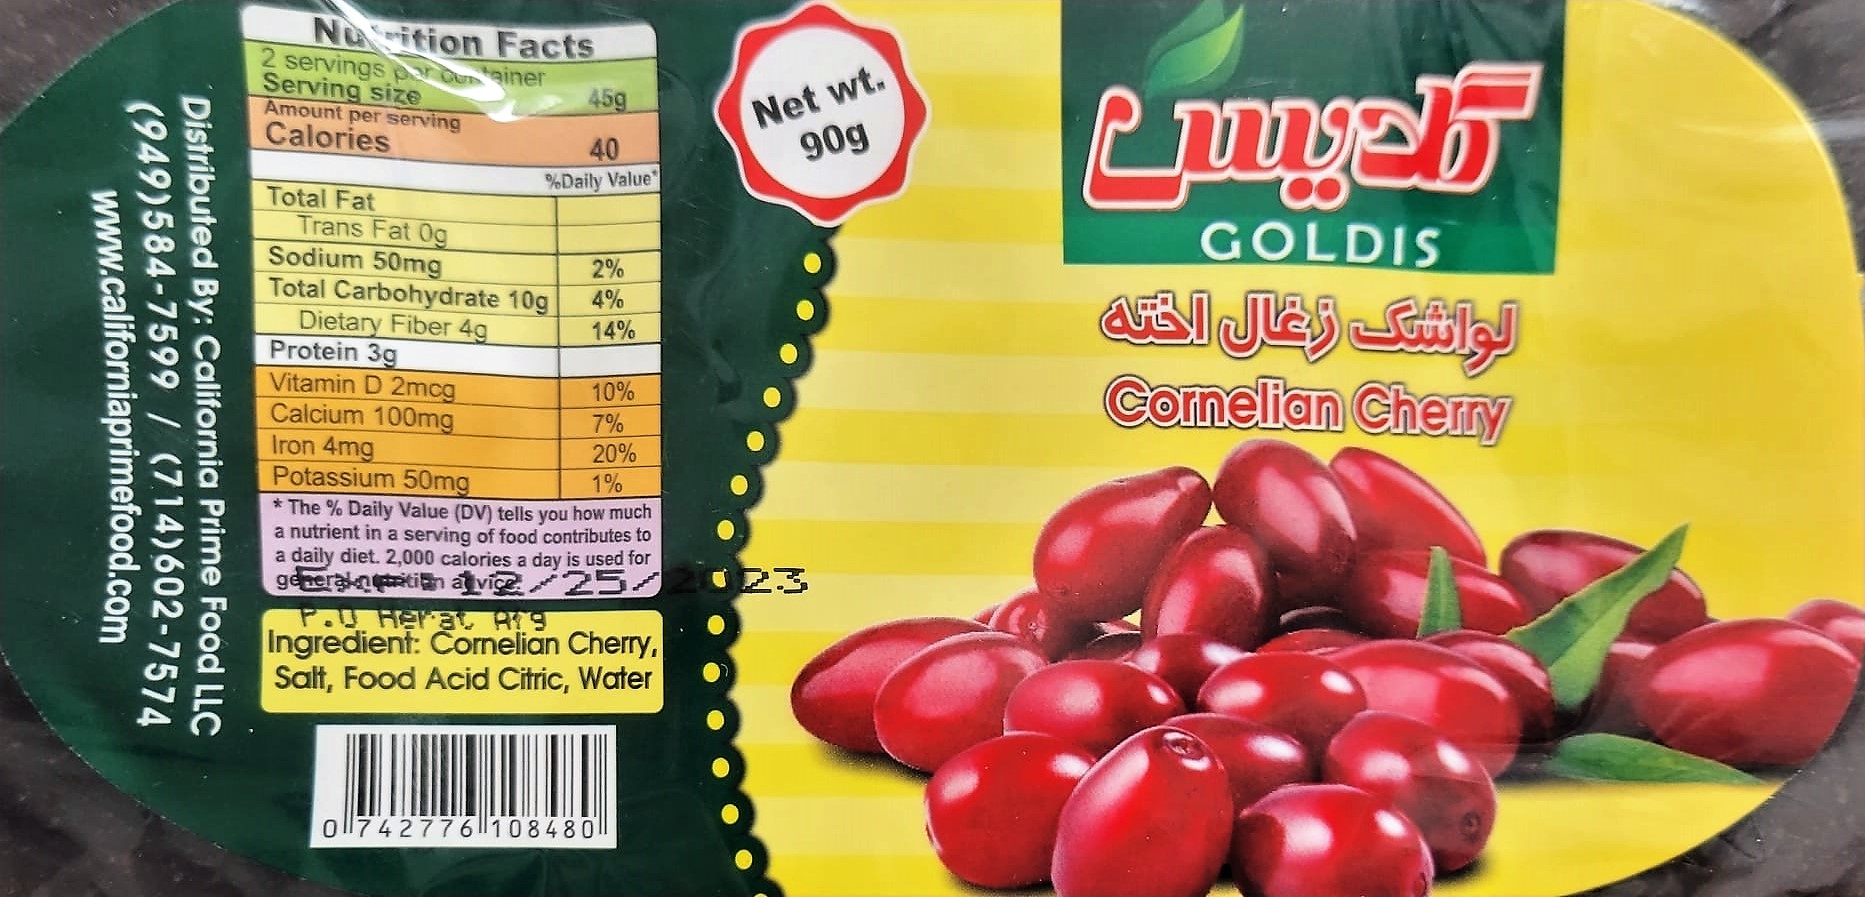 Nutrition Facts
2 servings per container
Serving size 45g
Amount per serving
Calories 40
%Daily Value*
Total Fat
Trans Fat 0g
Sodium 50mg 2%
Total Carbohydrate 10g 4%
Dietary Fiber 4g 14%
Protein 3g
Vitamin D 2mcg 10%
Calcium 100mg 7%
Iron 4mg 20%
Potassium 50mg 1%
* The % Daily Value (DV) tells you how much
a nutrient in a serving of food contributes to
a daily diet. 2,000 calories a day is used for
general nutrition advice.
12/25/2023
P.O Herat Afg
Ingredient: Cornelian Cherry,
Salt, Food Acid Citric, Water
0 742776 108480
Distributed By: California Prime Food LLC
(949)584-7599 / (714)602-7574
www.californiaprimefood.com
Net wt.
90g
گلدیس
GOLDIS
لواشک زغال اخته
Cornelian Cherry